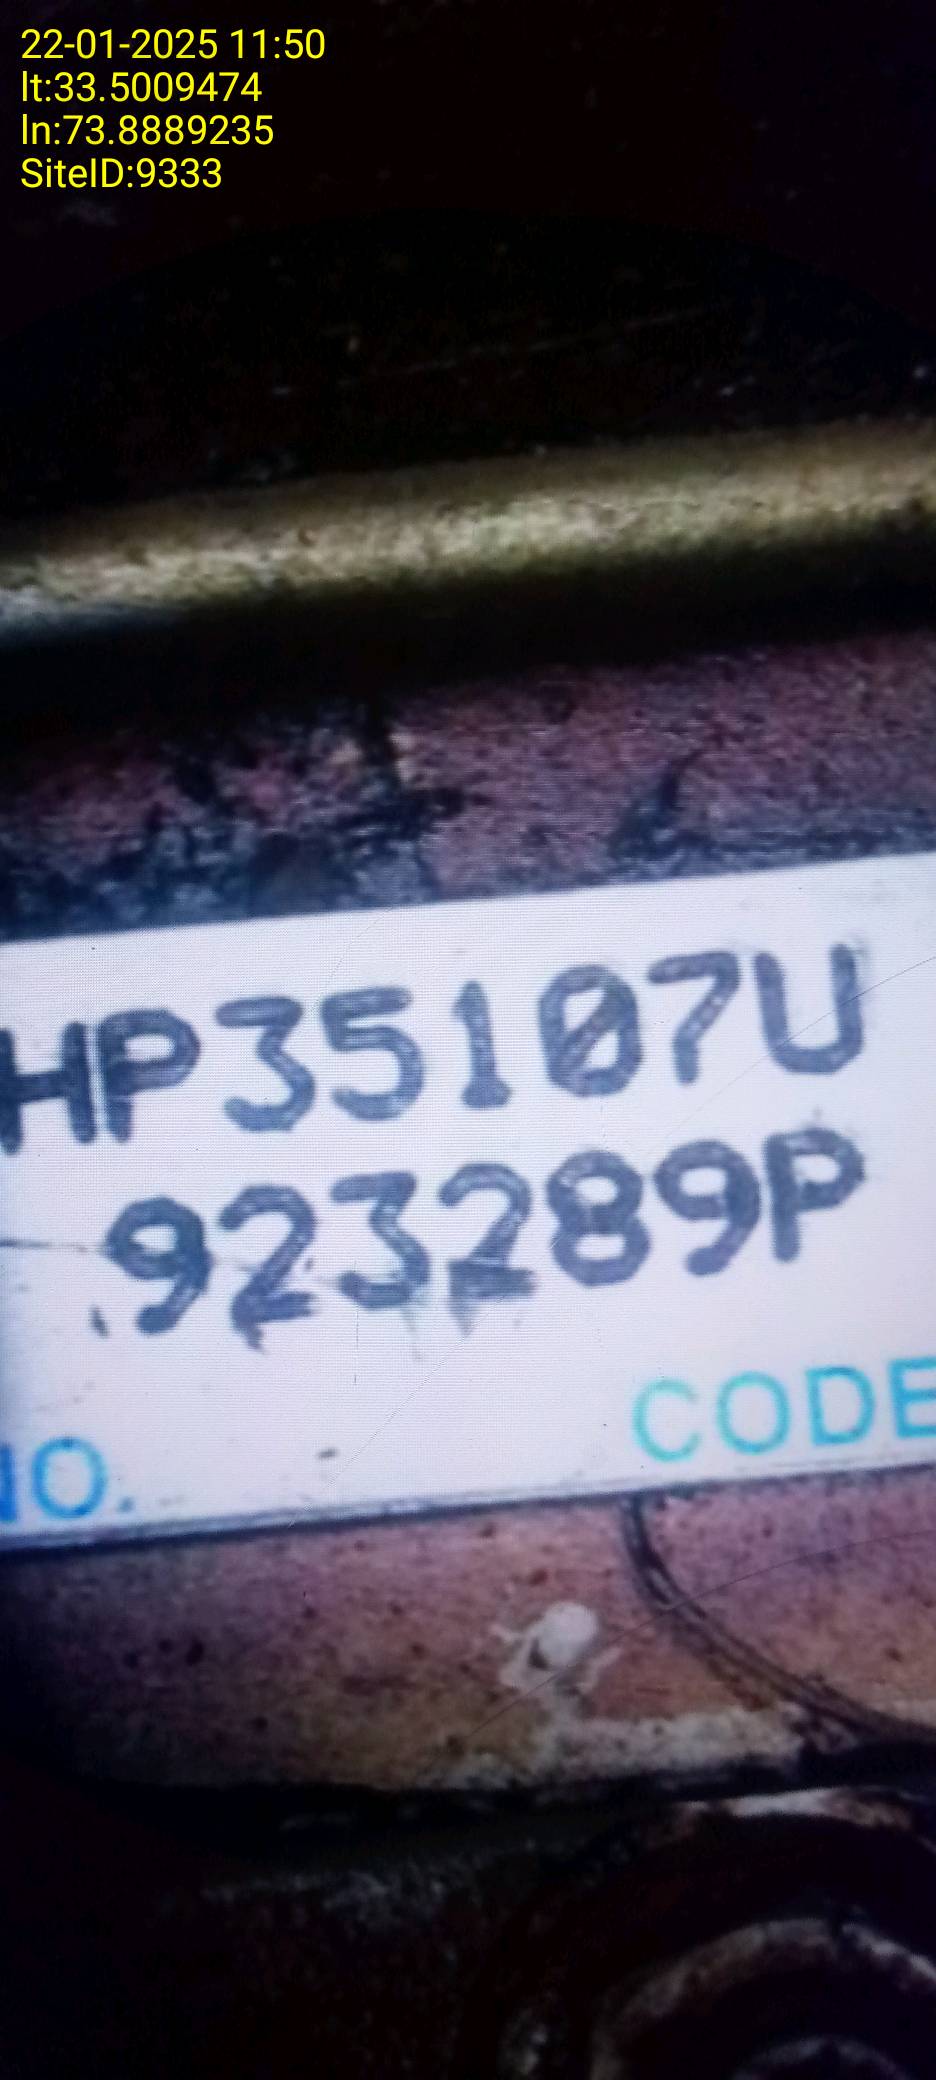 22-01-2025 11:50
lt:33.5009474
ln:73.8889235
SiteID:9333
HP35107U
923289P
NO.
CODE